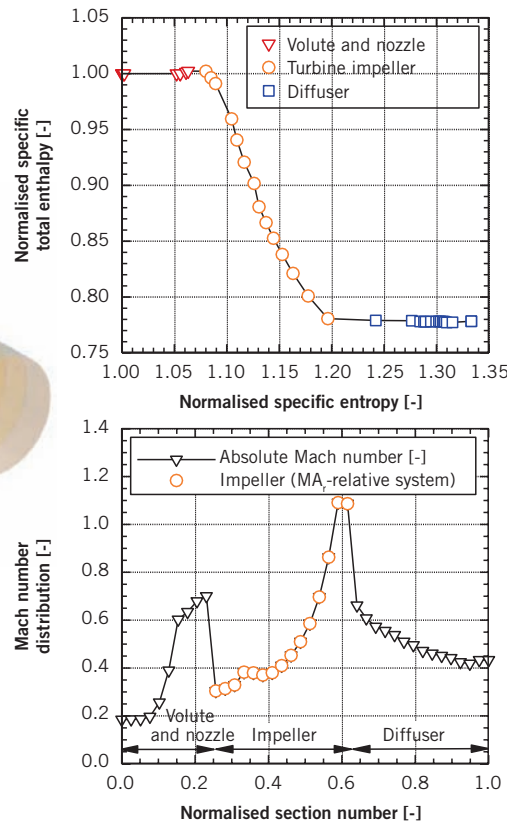 1.05
1.00
0.95
0.90
0.85
0.80
0.75
Normalised specific
total enthalpy [-]
Volute and nozzle
Turbine impeller
Diffuser
1.00 1.05 1.10 1.15 1.20 1.25 1.30 1.35
Normalised specific entropy [-]
1.4
1.2
1.0
0.8
0.6
0.4
0.2
0.0
Mach number
distribution [-]
Absolute Mach number [-]
Impeller (MAr-relative system)
Volute
and nozzle
Impeller
Diffuser
0.0 0.2 0.4 0.6 0.8 1.0
Normalised section number [-]